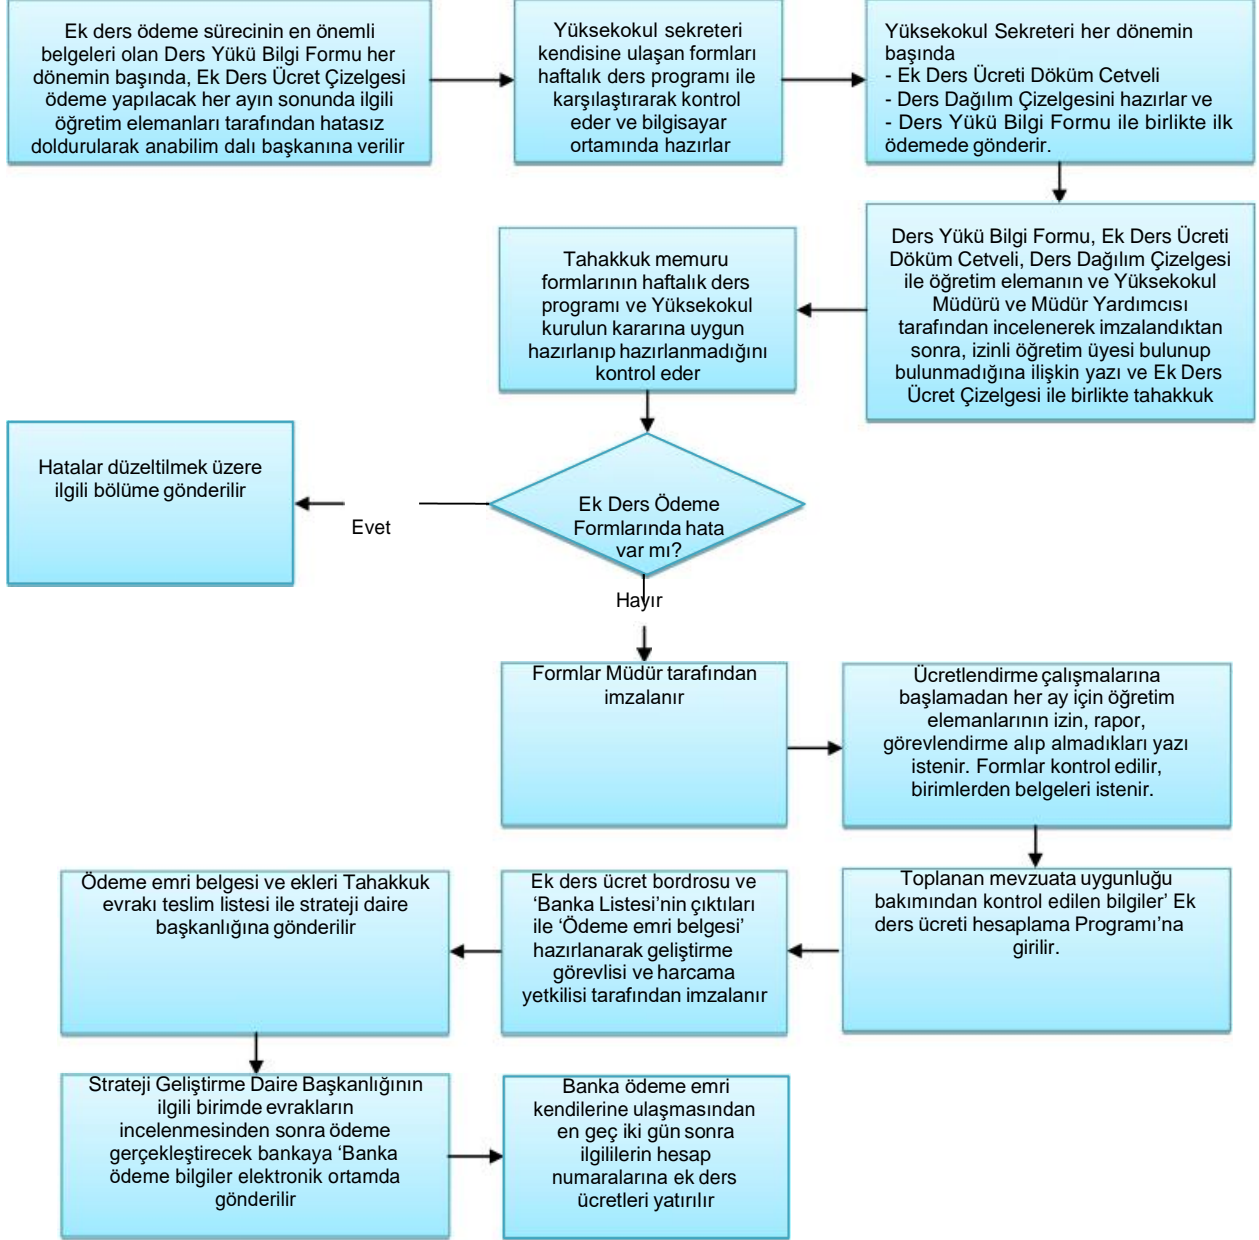 Ek ders ödeme sürecinin en önemli
belgeleri olan Ders Yükü Bilgi Formu her
dönemin başında, Ek Ders Ücret Çizelgesi
ödeme yapılacak her ayın sonunda ilgili
öğretim elemanları tarafından hatasız
doldurularak anabilim dalı başkanına verilir
Yüksekokul sekreteri
kendisine ulaşan formları
haftalık ders programı ile
karşılaştırarak kontrol
eder ve bilgisayar
ortamında hazırlar
Yüksekokul Sekreteri her dönemin
başında
- Ek Ders Ücreti Döküm Cetveli
- Ders Dağılım Çizelgesini hazırlar ve
- Ders Yükü Bilgi Formu ile birlikte ilk
ödemede gönderir.
Ders Yükü Bilgi Formu, Ek Ders Ücreti
Döküm Cetveli, Ders Dağılım Çizelgesi
ile öğretim elemanın ve Yüksekokul
Müdürü ve Müdür Yardımcısı
tarafından incelenerek imzalandıktan
sonra, izinli öğretim üyesi bulunup
bulunmadığına ilişkin yazı ve Ek Ders
Ücret Çizelgesi ile birlikte tahakkuk
Tahakkuk memuru
formlarının haftalık ders
programı ve Yüksekokul
kurulun kararına uygun
hazırlanıp hazırlanmadığını
kontrol eder
Ek Ders Ödeme
Formlarında hata
var mı?
Evet
Hatalar düzeltilmek üzere
ilgili bölüme gönderilir
Hayır
Formlar Müdür tarafından
imzalanır
Ücretlendirme çalışmalarına
başlamadan her ay için öğretim
elemanlarının izin, rapor,
görevlendirme alıp almadıkları yazı
istenir. Formlar kontrol edilir,
birimlerden belgeleri istenir.
Toplanan mevzuata uygunluğu
bakımından kontrol edilen bilgiler’ Ek
ders ücreti hesaplama Programı’na
girilir.
Ek ders ücret bordrosu ve
‘Banka Listesi’nin çıktıları
ile ‘Ödeme emri belgesi’
hazırlanarak geliştirme
görevlisi ve harcama
yetkilisi tarafından imzalanır
Ödeme emri belgesi ve ekleri Tahakkuk
evrakı teslim listesi ile strateji daire
başkanlığına gönderilir
Strateji Geliştirme Daire Başkanlığının
ilgili birimde evrakların
incelenmesinden sonra ödeme
gerçekleştirecek bankaya ‘Banka
ödeme bilgiler elektronik ortamda
gönderilir
Banka ödeme emri
kendilerine ulaşmasından
en geç iki gün sonra
ilgililerin hesap
numaralarına ek ders
ücretleri yatırılır